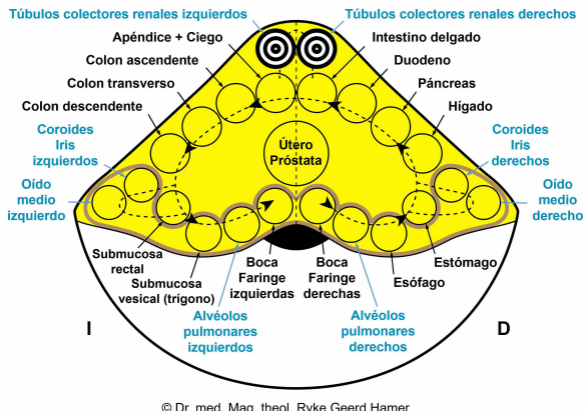 Túbulos colectores renales izquierdos
Túbulos colectores renales derechos
Apéndice + Ciego
Intestino delgado
Colon ascendente
Duodeno
Colon transverso
Páncreas
Colon descendente
Hígado
Coroides
Iris
izquierdos
Coroides
Iris
derechos
Útero
Próstata
Oído
medio
izquierdo
Oído
medio
derecho
Submucosa
rectal
Submucosa
vesical (trígono)
Boca
Faringe
izquierdas
Boca
Faringe
derechas
Estómago
Esófago
Alvéolos
pulmonares
izquierdos
Alvéolos
pulmonares
derechos
I
D
© Dr. med. Mag. theol. Ryke Geerd Hamer